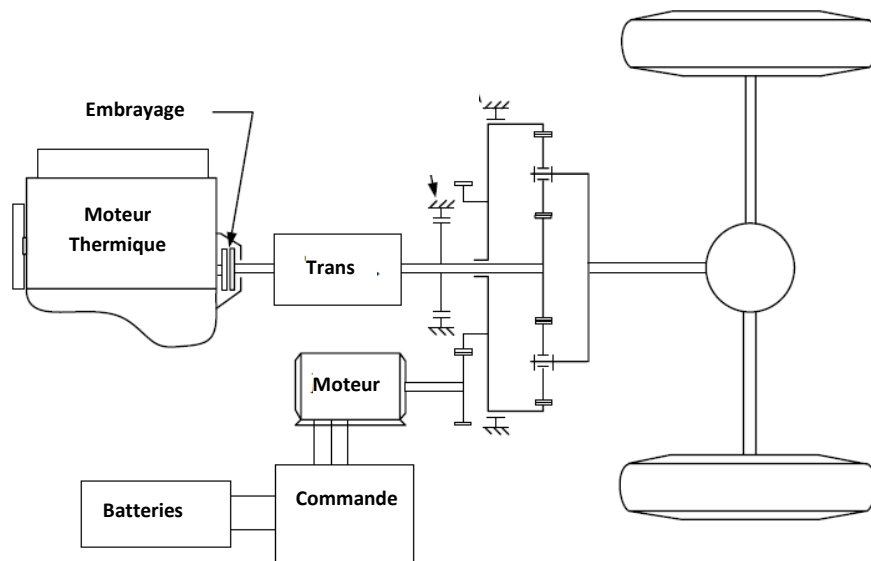 Embrayage
Moteur
Thermique
Trans
Moteur
Commande
Batteries